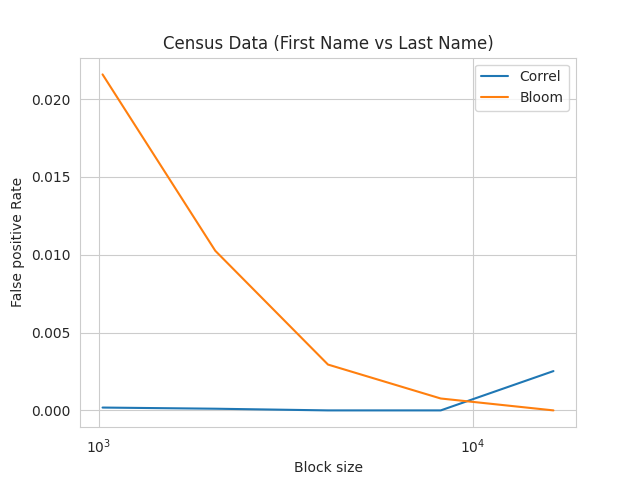 Census Data (First Name vs Last Name)
Correl
Bloom
0.020
0.015
0.010
0.005
0.000
False positive Rate
10³
10⁴
Block size